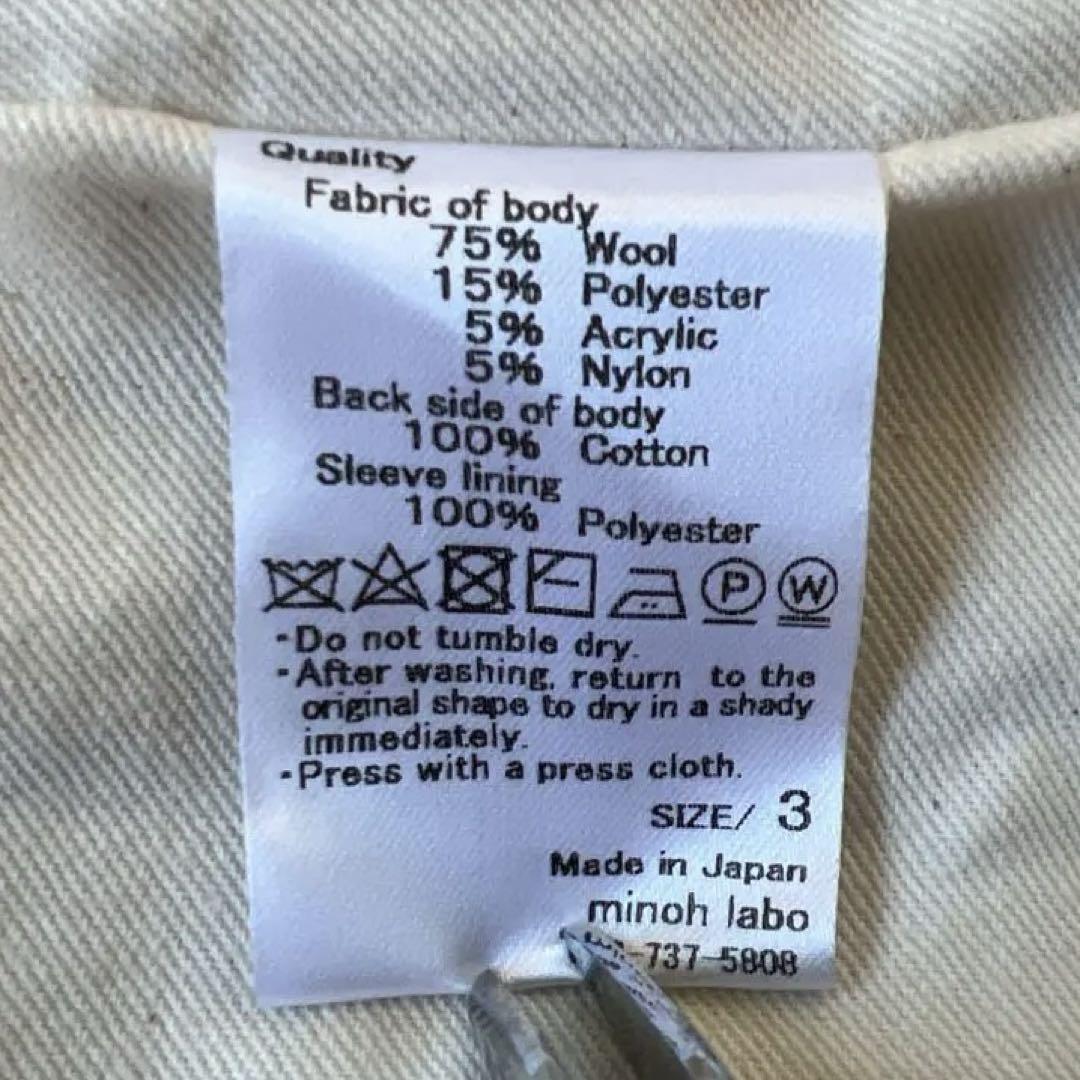 Quality
Fabric of body
75% Wool
15% Polyester
5% Acrylic
5% Nylon
Back side of body
100% Cotton
Sleeve lining
100% Polyester
P W
-Do not tumble dry.
-After washing, return to the
original shape to dry in a shady
immediately.
-Press with a press cloth.
SIZE/ 3
Made in Japan
minoh labo
-737-5808